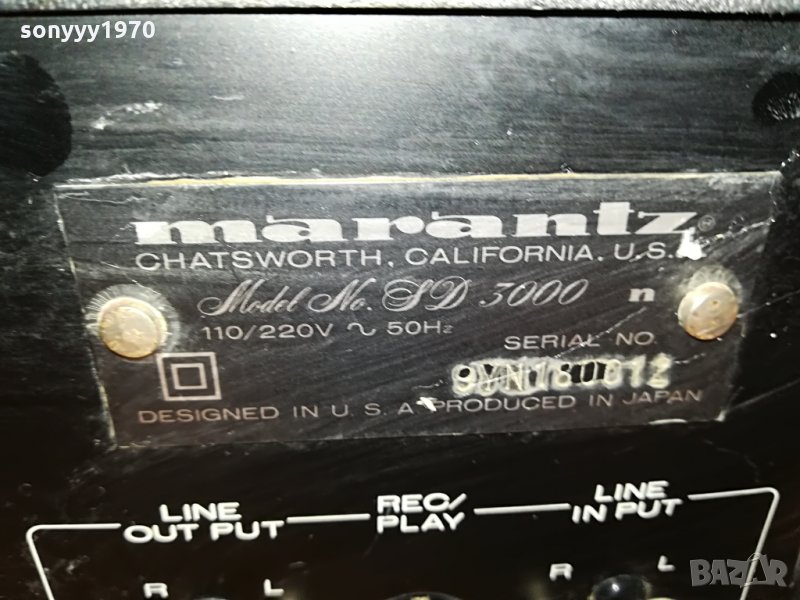 sonyyy1970
marantz®
CHATSWORTH, CALIFORNIA. U.S.
Model No. SD 3000 n
110/220V ~ 50Hz
SERIAL NO.
DESIGNED IN U.S.A. PRODUCED IN JAPAN
LINE OUT PUT
REC/PLAY
LINE IN PUT
R L
R L
BAZAR